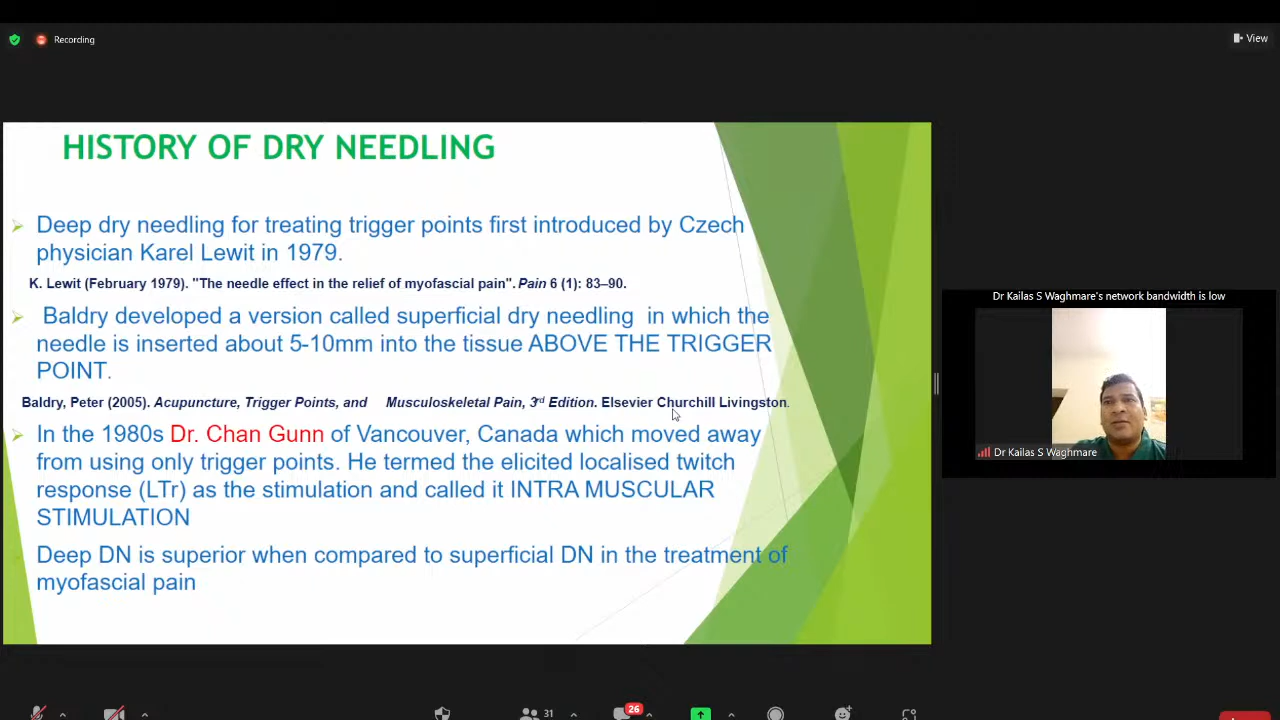 Recording
View
HISTORY OF DRY NEEDLING
Deep dry needling for treating trigger points first introduced by Czech
physician Karel Lewit in 1979.
K. Lewit (February 1979). "The needle effect in the relief of myofascial pain". Pain 6 (1): 83–90.
Baldry developed a version called superficial dry needling in which the
needle is inserted about 5-10mm into the tissue ABOVE THE TRIGGER
POINT.
Baldry, Peter (2005). Acupuncture, Trigger Points, and Musculoskeletal Pain, 3rd Edition. Elsevier Churchill Livingston.
In the 1980s Dr. Chan Gunn of Vancouver, Canada which moved away
from using only trigger points. He termed the elicited localised twitch
response (LTr) as the stimulation and called it INTRA MUSCULAR
STIMULATION
Deep DN is superior when compared to superficial DN in the treatment of
myofascial pain
Dr Kailas S Waghmare's network bandwidth is low
Dr Kailas S Waghmare
31
26